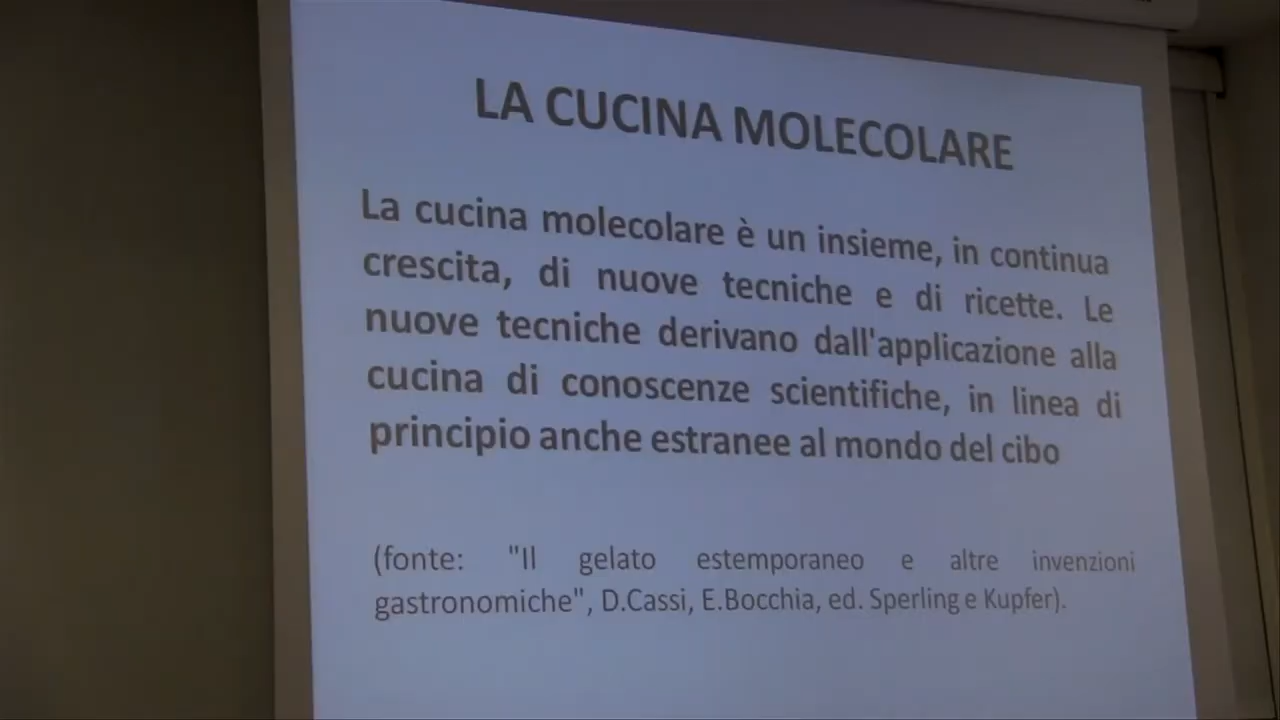 LA CUCINA MOLECOLARE
La cucina molecolare è un insieme, in continua
crescita, di nuove tecniche e di ricette. Le
nuove tecniche derivano dall'applicazione alla
cucina di conoscenze scientifiche, in linea di
principio anche estranee al mondo del cibo
(fonte: "Il gelato estemporaneo e altre invenzioni
gastronomiche", D.Cassi, E.Bocchia, ed. Sperling e Kupfer).